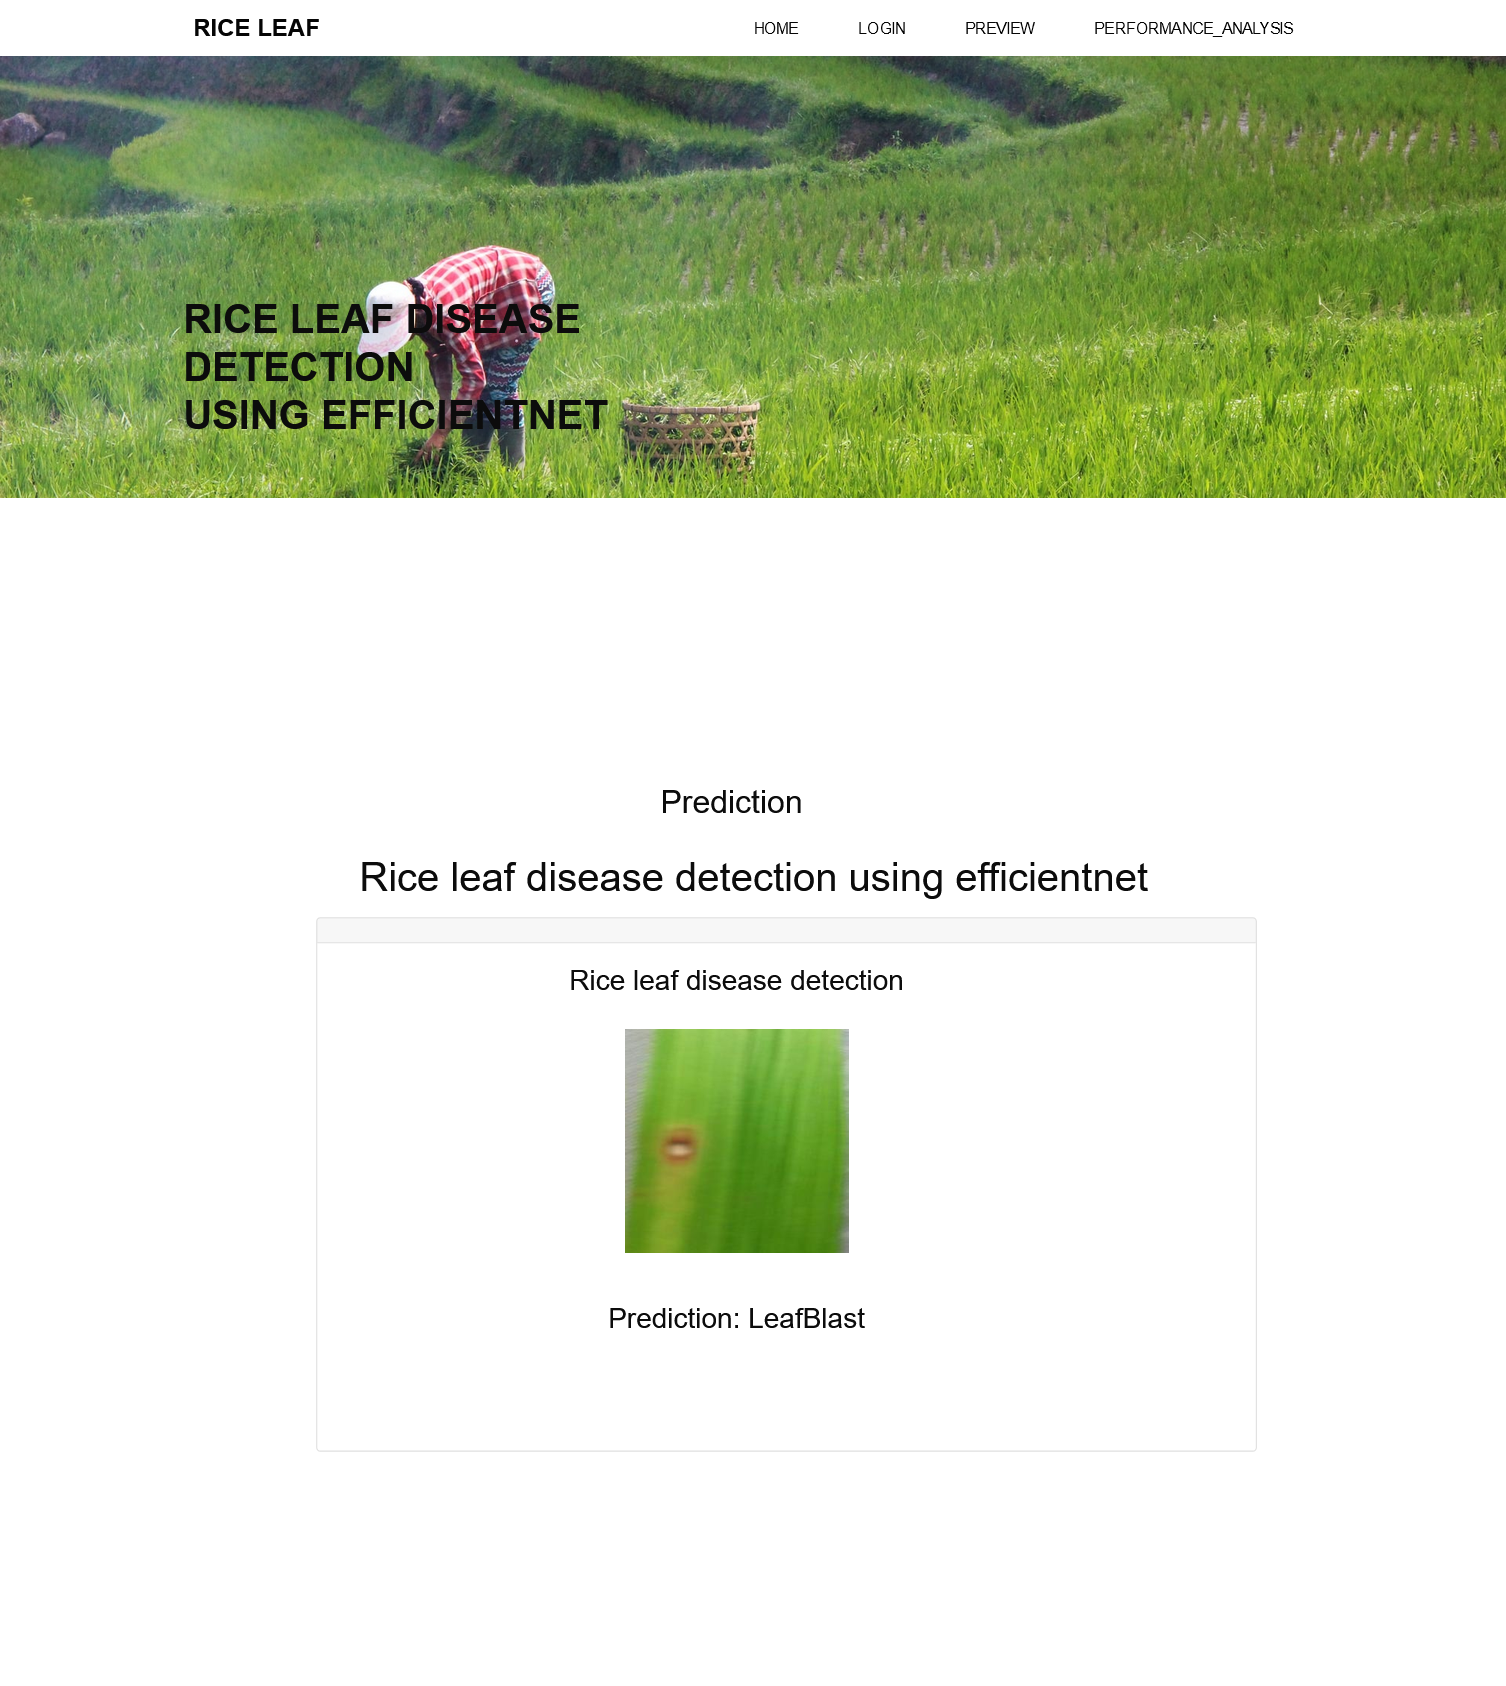 RICE LEAF
HOME LOGIN PREVIEW PERFORMANCE_ANALYSIS
RICE LEAF DISEASE
DETECTION
USING EFFICIENTNET
Prediction
Rice leaf disease detection using efficientnet
Rice leaf disease detection
Prediction: LeafBlast